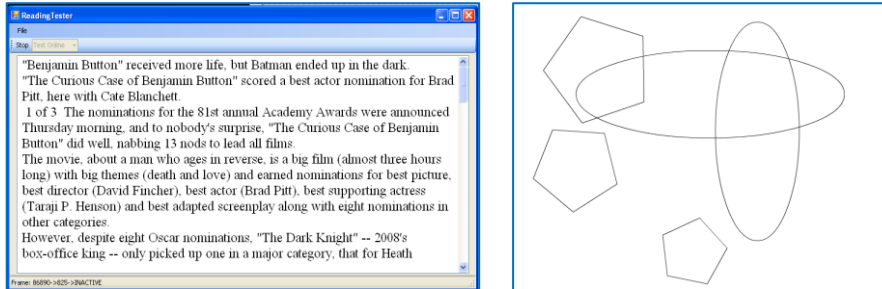 ReadingTester
File
Stop Test Online
"Benjamin Button" received more life, but Batman ended up in the dark.
"The Curious Case of Benjamin Button" scored a best actor nomination for Brad
Pitt, here with Cate Blanchett.
1 of 3 The nominations for the 81st annual Academy Awards were announced
Thursday morning, and to nobody's surprise, "The Curious Case of Benjamin
Button" did well, nabbing 13 nods to lead all films.
The movie, about a man who ages in reverse, is a big film (almost three hours
long) with big themes (death and love) and earned nominations for best picture,
best director (David Fincher), best actor (Brad Pitt), best supporting actress
(Taraji P. Henson) and best adapted screenplay along with eight nominations in
other categories.
However, despite eight Oscar nominations, "The Dark Knight" -- 2008's
box-office king -- only picked up one in a major category, that for Heath
Frame: 86890->825->INACTIVE